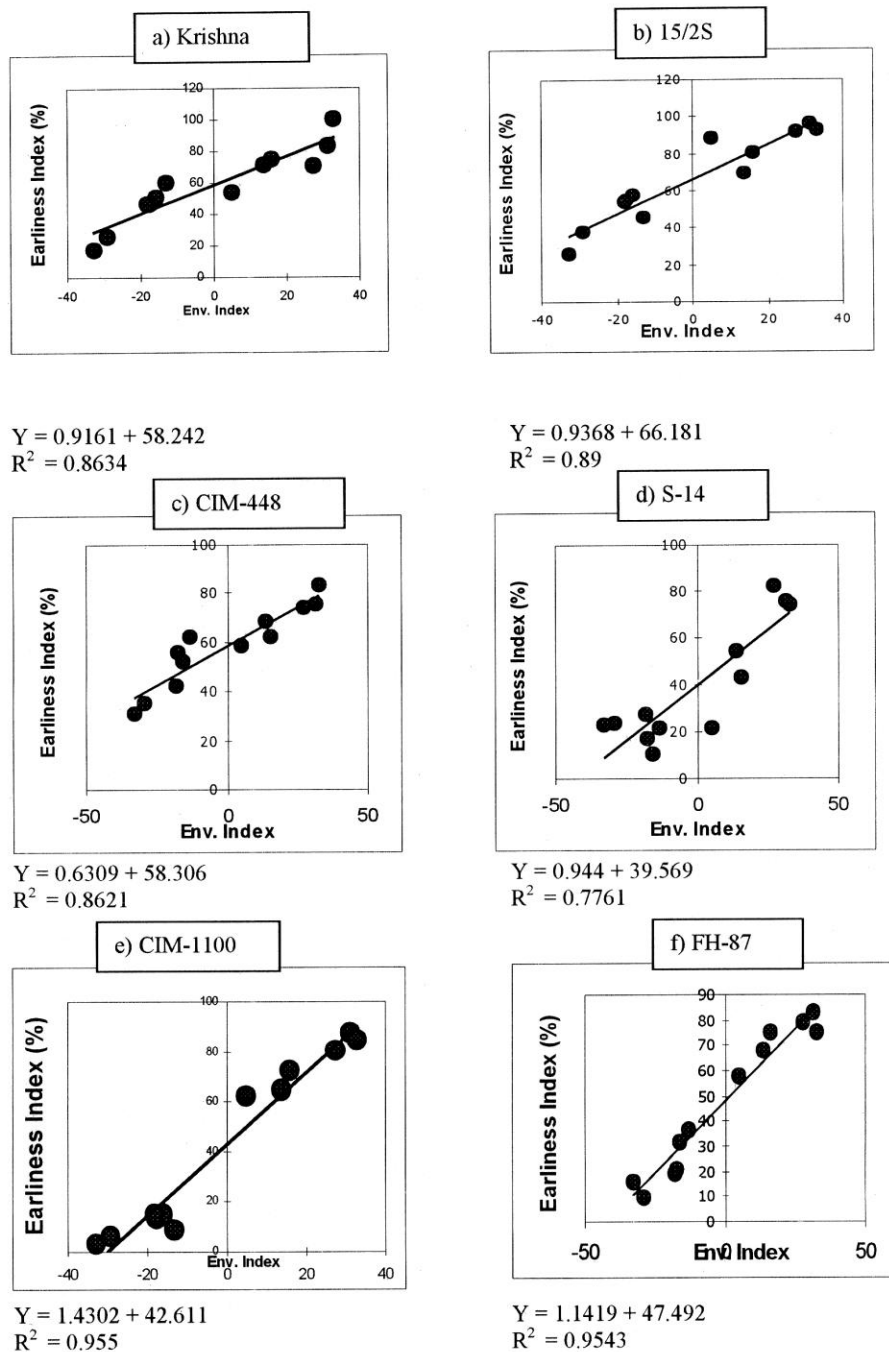 a) Krishna
Earliness Index (%)
120
100
80
60
40
20
0
-40
-20
0
20
40
Env. Index
Y = 0.9161 + 58.242
R² = 0.8634
b) 15/2S
Earliness Index (%)
120
100
80
60
40
20
0
-40
-20
0
20
40
Env. Index
Y = 0.9368 + 66.181
R² = 0.89
c) CIM-448
Earliness Index (%)
100
80
60
40
20
0
-50
0
50
Env. Index
Y = 0.6309 + 58.306
R² = 0.8621
d) S-14
Earliness Index (%)
100
80
60
40
20
0
-50
0
50
Env. Index
Y = 0.944 + 39.569
R² = 0.7761
e) CIM-1100
Earliness Index (%)
100
80
60
40
20
0
-40
-20
0
20
40
Env. Index
Y = 1.4302 + 42.611
R² = 0.955
f) FH-87
Earliness Index (%)
90
80
70
60
50
40
30
20
10
0
-50
0
50
Env. Index
Y = 1.1419 + 47.492
R² = 0.9543